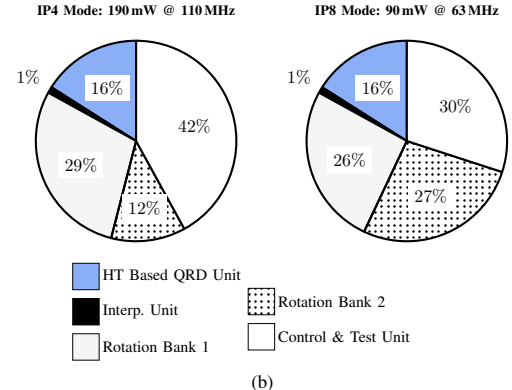 IP4 Mode: 190 mW @ 110 MHz
IP8 Mode: 90 mW @ 63 MHz
1%
16%
42%
29%
12%
1%
16%
30%
26%
27%
HT Based QRD Unit
Interp. Unit
Rotation Bank 1
Rotation Bank 2
Control & Test Unit
(b)